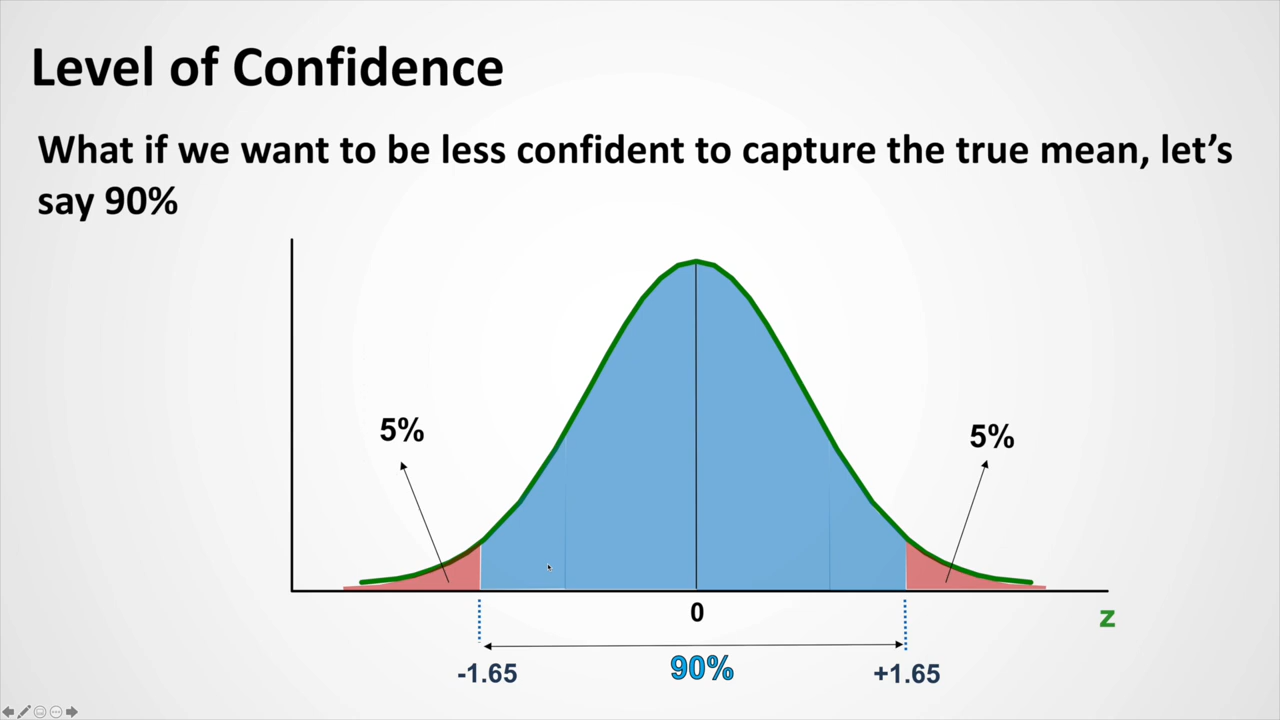 Level of Confidence
What if we want to be less confident to capture the true mean, let’s
say 90%
5%
5%
0
z
-1.65
90%
+1.65